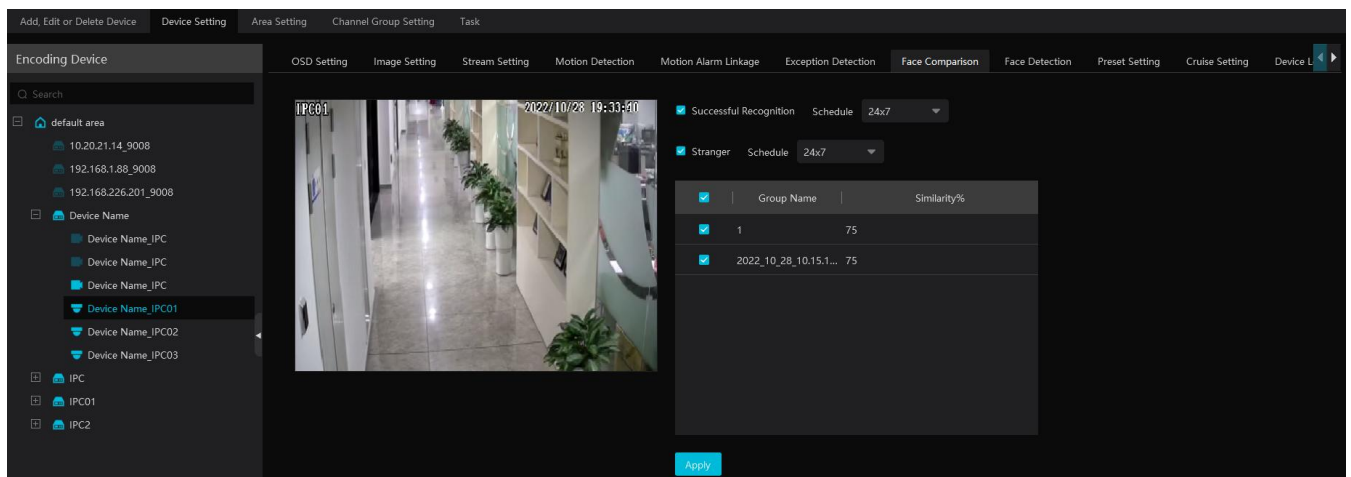 Add, Edit or Delete Device Device Setting Area Setting Channel Group Setting Task
Encoding Device
Search
default area
10.20.21.14_9008
192.168.1.88_9008
192.168.226.201_9008
Device Name
Device Name_IPC
Device Name_IPC
Device Name_IPC
Device Name_IPC01
Device Name_IPC02
Device Name_IPC03
IPC
IPC01
IPC2
OSD Setting Image Setting Stream Setting Motion Detection Motion Alarm Linkage Exception Detection Face Comparison Face Detection Preset Setting Cruise Setting Device L
IPC01 2022/10/28 19:33:40
Successful Recognition Schedule 24x7
Stranger Schedule 24x7
Group Name Similarity%
1 75
2022_10_28_10.15.1... 75
Apply